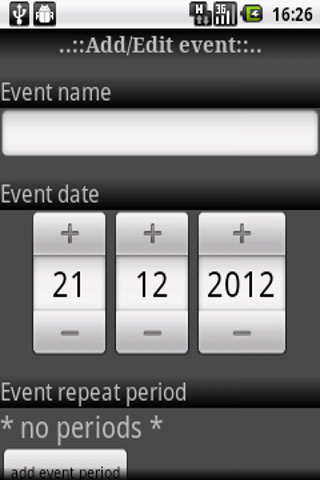 H 3G 16:26
..::Add/Edit event::..
Event name
Event date
+ + +
21 12 2012
− − −
Event repeat period
* no periods *
add event period